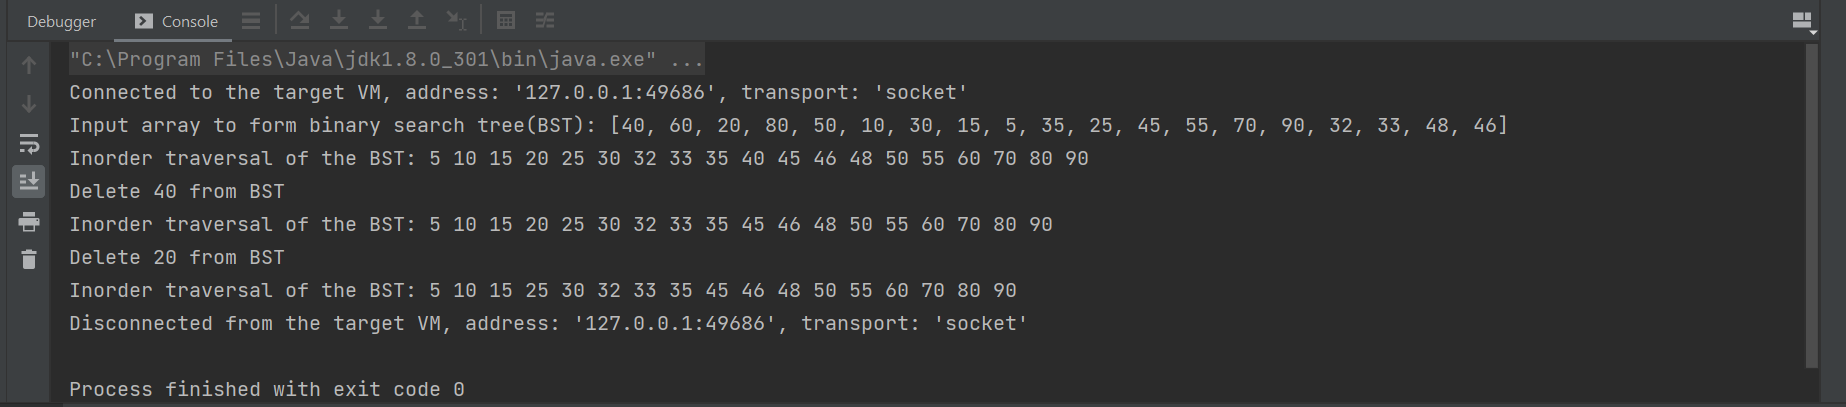 Debugger Console
"C:\Program Files\Java\jdk1.8.0_301\bin\java.exe" ...
Connected to the target VM, address: '127.0.0.1:49686', transport: 'socket'
Input array to form binary search tree(BST): [40, 60, 20, 80, 50, 10, 30, 15, 5, 35, 25, 45, 55, 70, 90, 32, 33, 48, 46]
Inorder traversal of the BST: 5 10 15 20 25 30 32 33 35 40 45 46 48 50 55 60 70 80 90
Delete 40 from BST
Inorder traversal of the BST: 5 10 15 20 25 30 32 33 35 45 46 48 50 55 60 70 80 90
Delete 20 from BST
Inorder traversal of the BST: 5 10 15 25 30 32 33 35 45 46 48 50 55 60 70 80 90
Disconnected from the target VM, address: '127.0.0.1:49686', transport: 'socket'
Process finished with exit code 0